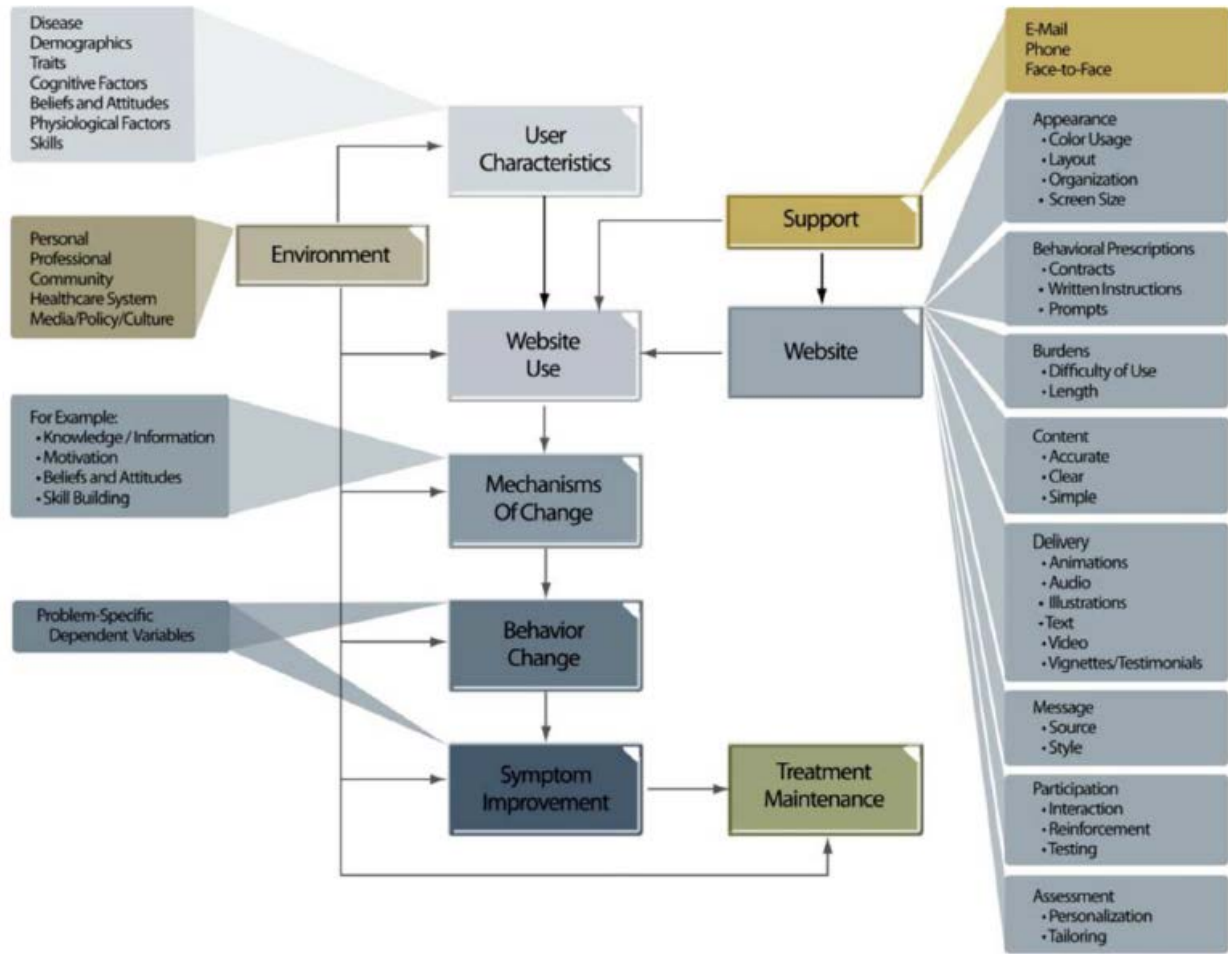 Disease
Demographics
Traits
Cognitive Factors
Beliefs and Attitudes
Physiological Factors
Skills
User
Characteristics
Personal
Professional
Community
Healthcare System
Media/Policy/Culture
Environment
Support
E-Mail
Phone
Face-to-Face
Website
Use
Website
For Example:
• Knowledge / Information
• Motivation
• Beliefs and Attitudes
• Skill Building
Mechanisms
Of Change
Problem-Specific
Dependent Variables
Behavior
Change
Symptom
Improvement
Treatment
Maintenance
Appearance
• Color Usage
• Layout
• Organization
• Screen Size
Behavioral Prescriptions
• Contracts
• Written Instructions
• Prompts
Burdens
• Difficulty of Use
• Length
Content
• Accurate
• Clear
• Simple
Delivery
• Animations
• Audio
• Illustrations
• Text
• Video
• Vignettes/Testimonials
Message
• Source
• Style
Participation
• Interaction
• Reinforcement
• Testing
Assessment
• Personalization
• Tailoring